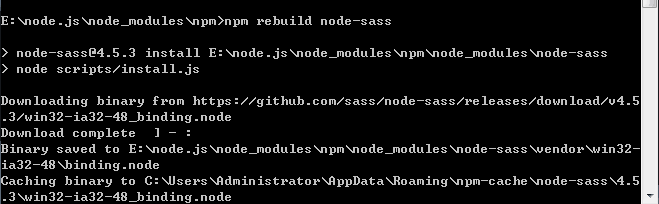 E:\node.js\node_modules\npm>npm rebuild node-sass
> node-sass@4.5.3 install E:\node.js\node_modules\npm\node_modules\node-sass
> node scripts/install.js
Downloading binary from https://github.com/sass/node-sass/releases/download/v4.5
.3/win32-ia32-48_binding.node
Download complete  ] - :
Binary saved to E:\node.js\node_modules\npm\node_modules\node-sass\vendor\win32-
ia32-48\binding.node
Caching binary to C:\Users\Administrator\AppData\Roaming\npm-cache\node-sass\4.5
.3\win32-ia32-48_binding.node